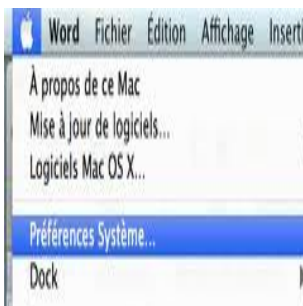 Word Fichier Édition Affichage Inserti
À propos de ce Mac
Mise à jour de logiciels...
Logiciels Mac OS X...
Préférences Système...
Dock